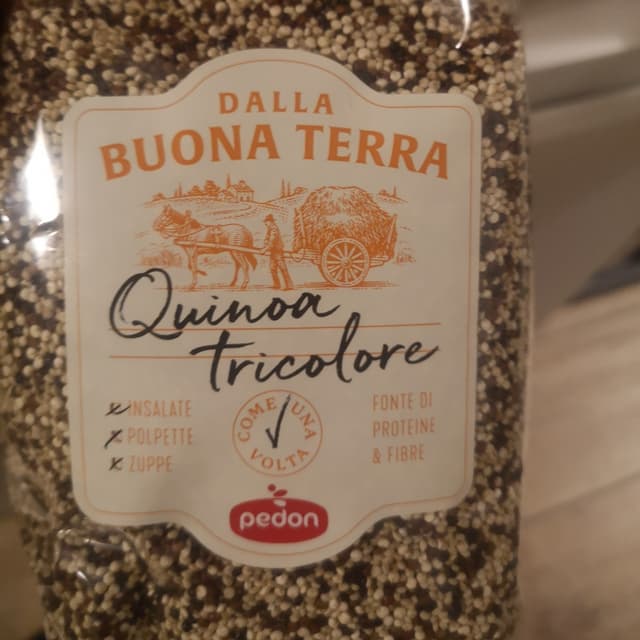 DALLA
BUONA TERRA
Quinoa
tricolore
INSALATE
POLPETTE
ZUPPE
COME UNA
VOLTA
FONTE DI
PROTEINE
& FIBRE
pedon